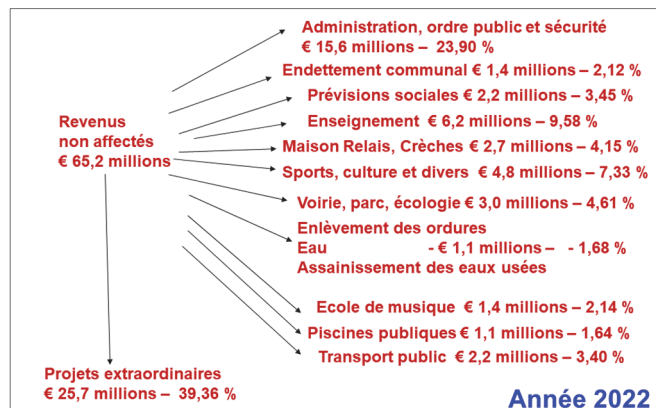 Administration, ordre public et sécurité
€ 15,6 millions – 23,90 %
Endettement communal € 1,4 millions – 2,12 %
Prévisions sociales € 2,2 millions – 3,45 %
Revenus
non affectés
€ 65,2 millions
Enseignement € 6,2 millions – 9,58 %
Maison Relais, Crèches € 2,7 millions – 4,15 %
Sports, culture et divers € 4,8 millions – 7,33 %
Voirie, parc, écologie € 3,0 millions – 4,61 %
Enlèvement des ordures
Eau - € 1,1 millions – - 1,68 %
Assainissement des eaux usées
Ecole de musique € 1,4 millions – 2,14 %
Piscines publiques € 1,1 millions – 1,64 %
Transport public € 2,2 millions – 3,40 %
Projets extraordinaires
€ 25,7 millions – 39,36 %
Année 2022